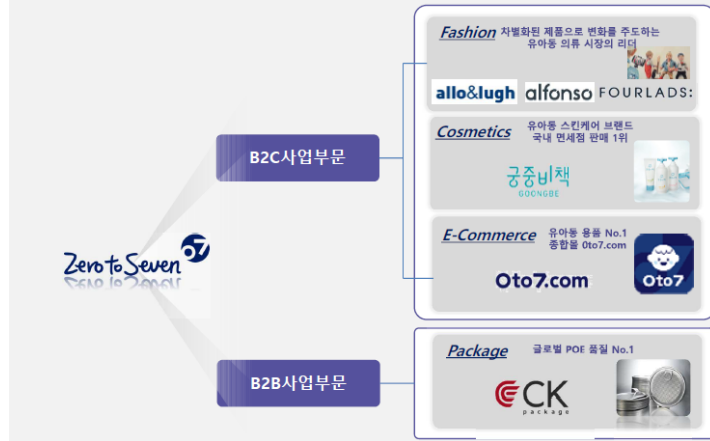 Fashion 차별화된 제품으로 변화를 주도하는
유아동 의류 시장의 리더
allo&lugh alfonso FOURLADS:
B2C사업부문
Cosmetics 유아동 스킨케어 브랜드
국내 면세점 판매 1위
궁중비책
GOONGBE
Zero to Seven 07
E-Commerce 유아동 용품 No.1
종합몰 0to7.com
Oto7.com
Oto7
B2B사업부문
Package 글로벌 POE 품질 No.1
CK
package